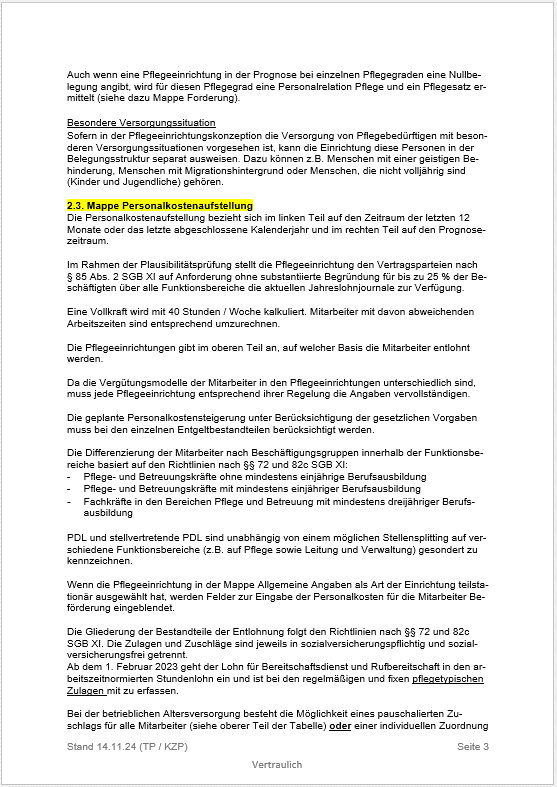 Auch wenn eine Pflegeeinrichtung in der Prognose bei einzelnen Pflegegraden eine Nullbe-
legung angibt, wird für diesen Pflegegrad eine Personalrelation Pflege und ein Pflegesatz er-
mittelt (siehe dazu Mappe Forderung).
Besondere Versorgungssituation
Sofern in der Pflegeeinrichtungskonzeption die Versorgung von Pflegebedürftigen mit beson-
deren Versorgungssituationen vorgesehen ist, kann die Einrichtung diese Personen in der
Belegungsstruktur separat ausweisen. Dazu können z.B. Menschen mit einer geistigen Be-
hinderung, Menschen mit Migrationshintergrund oder Menschen, die nicht volljährig sind
(Kinder und Jugendliche) gehören.
2.3. Mappe Personalkostenaufstellung
Die Personalkostenaufstellung bezieht sich im linken Teil auf den Zeitraum der letzten 12
Monate oder das letzte abgeschlossene Kalenderjahr und im rechten Teil auf den Prognose-
zeitraum.
Im Rahmen der Plausibilitätsprüfung stellt die Pflegeeinrichtung den Vertragsparteien nach
§ 85 Abs. 2 SGB XI auf Anforderung ohne substantiierte Begründung für bis zu 25 % der Be-
schäftigten über alle Funktionsbereiche die aktuellen Jahreslohnjournale zur Verfügung.
Eine Vollkraft wird mit 40 Stunden / Woche kalkuliert. Mitarbeiter mit davon abweichenden
Arbeitszeiten sind entsprechend umzurechnen.
Die Pflegeeinrichtungen gibt im oberen Teil an, auf welcher Basis die Mitarbeiter entlohnt
werden.
Da die Vergütungsmodelle der Mitarbeiter in den Pflegeeinrichtungen unterschiedlich sind,
muss jede Pflegeeinrichtung entsprechend ihrer Regelung die Angaben vervollständigen.
Die geplante Personalkostensteigerung unter Berücksichtigung der gesetzlichen Vorgaben
muss bei den einzelnen Entgeltbestandteilen berücksichtigt werden.
Die Differenzierung der Mitarbeiter nach Beschäftigungsgruppen innerhalb der Funktionsbe-
reiche basiert auf den Richtlinien nach §§ 72 und 82c SGB XI:
- Pflege- und Betreuungskräfte ohne mindestens einjährige Berufsausbildung
- Pflege- und Betreuungskräfte mit mindestens einjähriger Berufsausbildung
- Fachkräfte in den Bereichen Pflege und Betreuung mit mindestens dreijähriger Berufs-
ausbildung
PDL und stellvertretende PDL sind unabhängig von einem möglichen Stellensplitting auf ver-
schiedene Funktionsbereiche (z.B. auf Pflege sowie Leitung und Verwaltung) gesondert zu
kennzeichnen.
Wenn die Pflegeeinrichtung in der Mappe Allgemeine Angaben als Art der Einrichtung teilsta-
tionär ausgewählt hat, werden Felder zur Eingabe der Personalkosten für die Mitarbeiter Be-
förderung eingeblendet.
Die Gliederung der Bestandteile der Entlohnung folgt den Richtlinien nach §§ 72 und 82c
SGB XI. Die Zulagen und Zuschläge sind jeweils in sozialversicherungspflichtig und sozial-
versicherungsfrei getrennt.
Ab dem 1. Februar 2023 geht der Lohn für Bereitschaftsdienst und Rufbereitschaft in den ar-
beitszeitnormierten Stundenlohn ein und ist bei den regelmäßigen und fixen pflegetypischen
Zulagen mit zu erfassen.
Bei der betrieblichen Altersversorgung besteht die Möglichkeit eines pauschalierten Zu-
schlags für alle Mitarbeiter (siehe oberer Teil der Tabelle) oder einer individuellen Zuordnung
Stand 14.11.24 (TP / KZP) Seite 3
Vertraulich